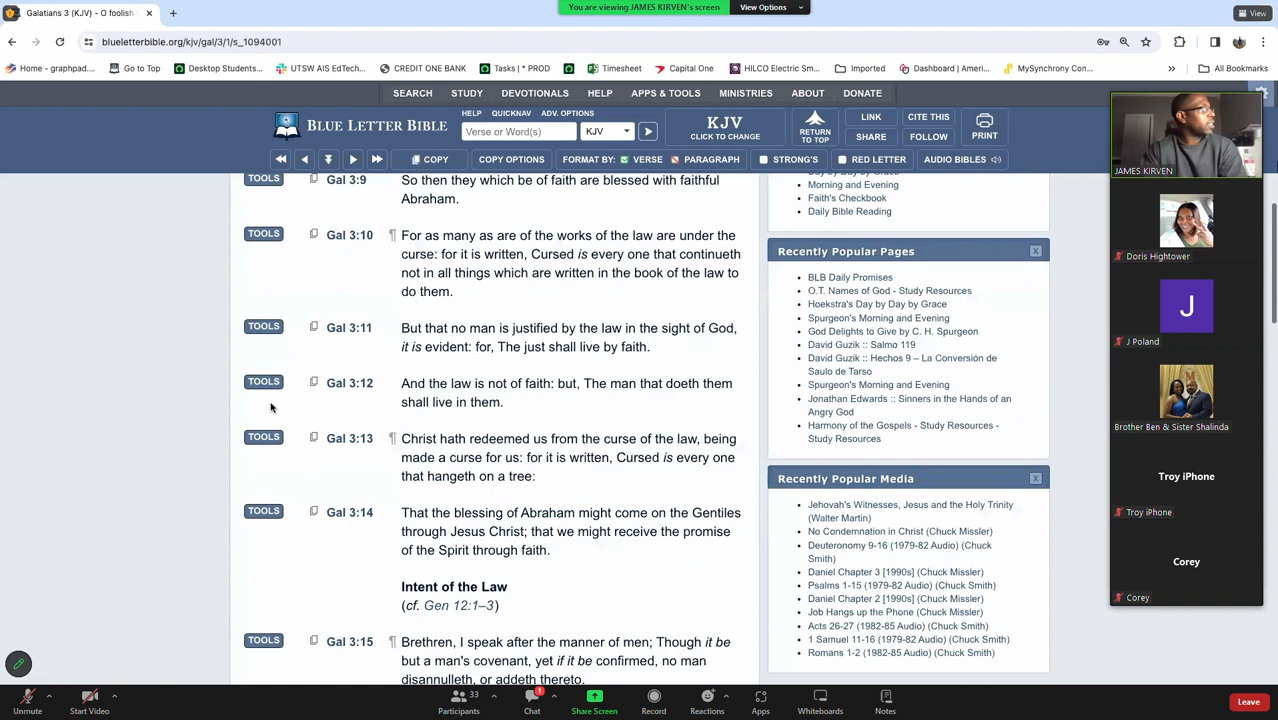 You are viewing JAMES KIRVEN's screen
View Options
View
Galatians 3 (KJV) - O foolish
blueletterbible.org/kjv/gal/3/1/s_1094001
Home - graphpad....
Go to Top
Desktop Students...
UTSW AIS EdTech...
CREDIT ONE BANK
Tasks | * PROD
Timesheet
Capital One
HILCO Electric Sm...
Imported
Dashboard | Ameri...
MySynchrony Con...
»
All Bookmarks
SEARCH
STUDY
DEVOTIONALS
HELP
APPS & TOOLS
MINISTRIES
ABOUT
DONATE
BLUE LETTER BIBLE
HELP
QUICKNAV
ADV. OPTIONS
Verse or Word(s)
KJV
KJV
CLICK TO CHANGE
RETURN
TO TOP
LINK
CITE THIS
SHARE
FOLLOW
PRINT
COPY
COPY OPTIONS
FORMAT BY:
VERSE
PARAGRAPH
STRONG'S
RED LETTER
AUDIO BIBLES
TOOLS
Gal 3:9
So then they which be of faith are blessed with faithful
Abraham.
TOOLS
Gal 3:10
¶ For as many as are of the works of the law are under the
curse: for it is written, Cursed is every one that continueth
not in all things which are written in the book of the law to
do them.
TOOLS
Gal 3:11
But that no man is justified by the law in the sight of God,
it is evident: for, The just shall live by faith.
TOOLS
Gal 3:12
And the law is not of faith: but, The man that doeth them
shall live in them.
TOOLS
Gal 3:13
¶ Christ hath redeemed us from the curse of the law, being
made a curse for us: for it is written, Cursed is every one
that hangeth on a tree:
TOOLS
Gal 3:14
That the blessing of Abraham might come on the Gentiles
through Jesus Christ; that we might receive the promise
of the Spirit through faith.
Intent of the Law
(cf. Gen 12:1–3)
TOOLS
Gal 3:15
¶ Brethren, I speak after the manner of men; Though it be
but a man's covenant, yet if it be confirmed, no man
disannulleth, or addeth thereto.
Day by Day by Grace
Morning and Evening
Faith's Checkbook
Daily Bible Reading
Recently Popular Pages
X
BLB Daily Promises
O.T. Names of God - Study Resources
Hoekstra's Day by Day by Grace
Spurgeon's Morning and Evening
God Delights to Give by C. H. Spurgeon
David Guzik :: Salmo 119
David Guzik :: Hechos 9 – La Conversión de
Saulo de Tarso
Spurgeon's Morning and Evening
Jonathan Edwards :: Sinners in the Hands of an
Angry God
Harmony of the Gospels - Study Resources -
Study Resources
Recently Popular Media
X
Jehovah's Witnesses, Jesus and the Holy Trinity
(Walter Martin)
No Condemnation in Christ (Chuck Missler)
Deuteronomy 9-16 (1979-82 Audio) (Chuck
Smith)
Daniel Chapter 3 [1990s] (Chuck Missler)
Psalms 1-15 (1979-82 Audio) (Chuck Smith)
Daniel Chapter 2 [1990s] (Chuck Missler)
Job Hangs up the Phone (Chuck Missler)
Acts 26-27 (1982-85 Audio) (Chuck Smith)
1 Samuel 11-16 (1979-82 Audio) (Chuck Smith)
Romans 1-2 (1982-85 Audio) (Chuck Smith)
JAMES KIRVEN
Doris Hightower
J
J Poland
Brother Ben & Sister Shalinda
Troy iPhone
Troy iPhone
Corey
Corey
Unmute
Start Video
33
Participants
1
Chat
Share Screen
Record
Reactions
Apps
Whiteboards
Notes
Leave